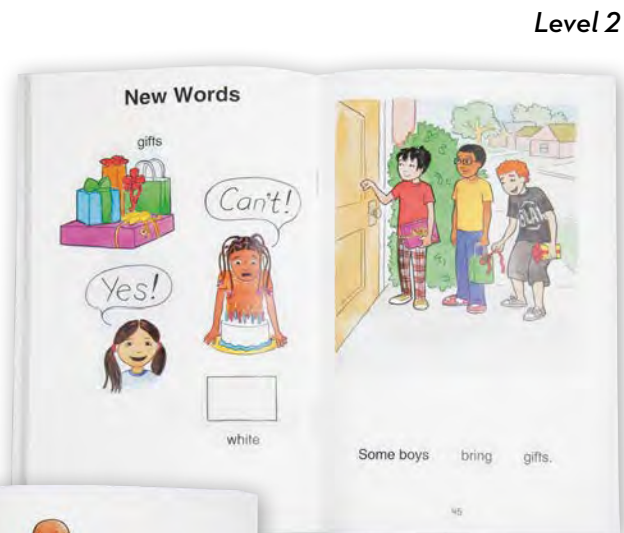 Level 2
New Words
gifts
Can't!
Yes!
white
Some boys bring gifts.
45